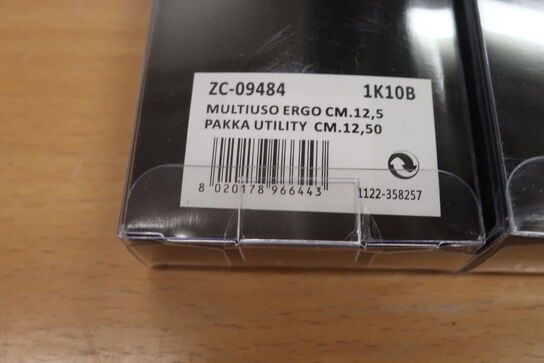 ZC-09484 1K10B
MULTIUSO ERGO CM.12,5
PAKKA UTILITY CM.12,50
8 020178 966443
1122-358257